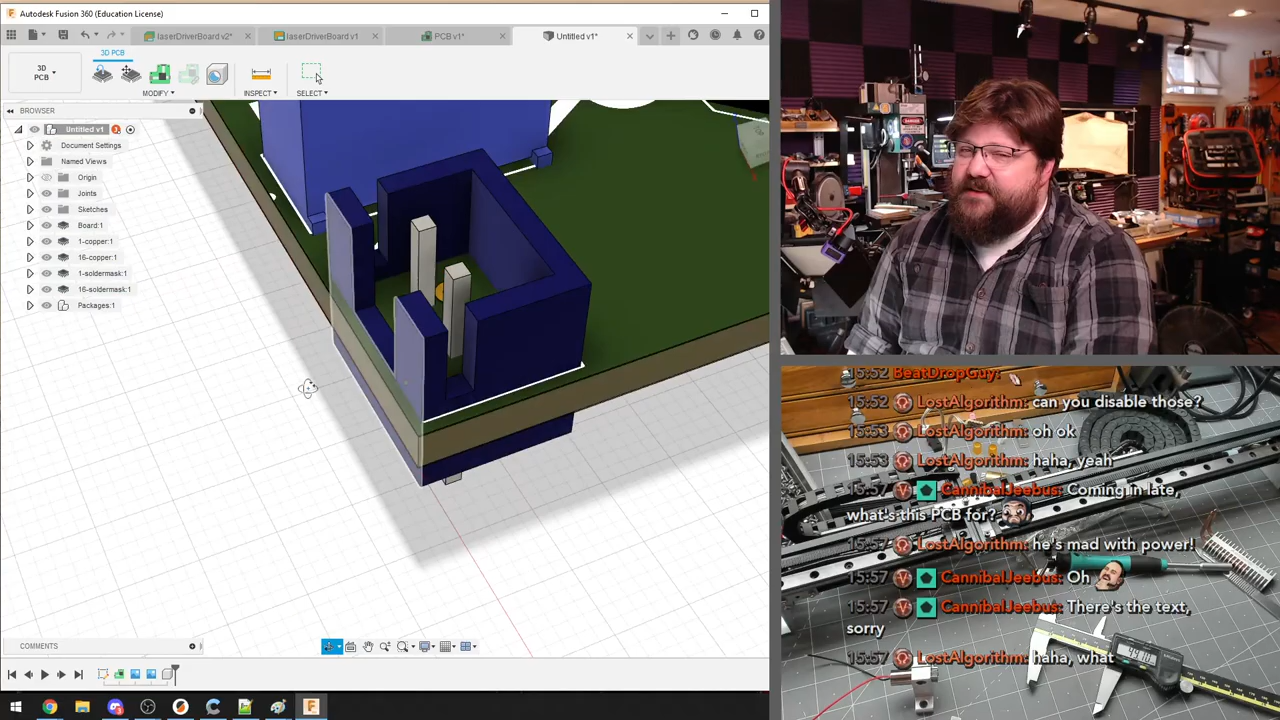 Autodesk Fusion 360 (Education License)
laserDriverBoard v2*
laserDriverBoard v1
PCB v1*
Untitled v1*
3D PCB
3D
PCB
MODIFY
INSPECT
SELECT
BROWSER
Untitled v1
Document Settings
Named Views
Origin
Joints
Sketches
Board:1
1-copper:1
16-copper:1
1-soldermask:1
16-soldermask:1
Packages:1
COMMENTS
DANGER
15:52 BeatDropGuy:
15:52 LostAlgorithm: can you disable those?
15:53 LostAlgorithm: oh ok
15:53 LostAlgorithm: haha, yeah
15:57 CannibalJeebus: Coming in late,
what's this PCB for?
15:57 LostAlgorithm: he's mad with power!
15:57 CannibalJeebus: Oh
15:57 CannibalJeebus: There's the text,
sorry
15:57 LostAlgorithm: haha, what